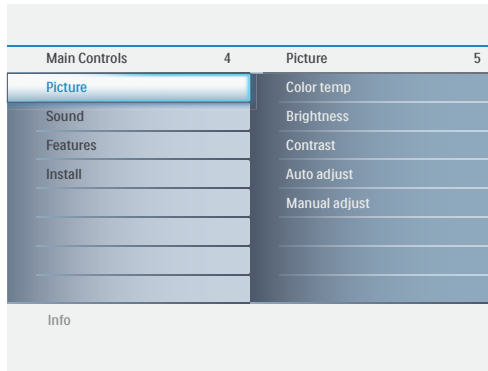 Main Controls 4
Picture
Sound
Features
Install
Picture 5
Color temp
Brightness
Contrast
Auto adjust
Manual adjust
Info